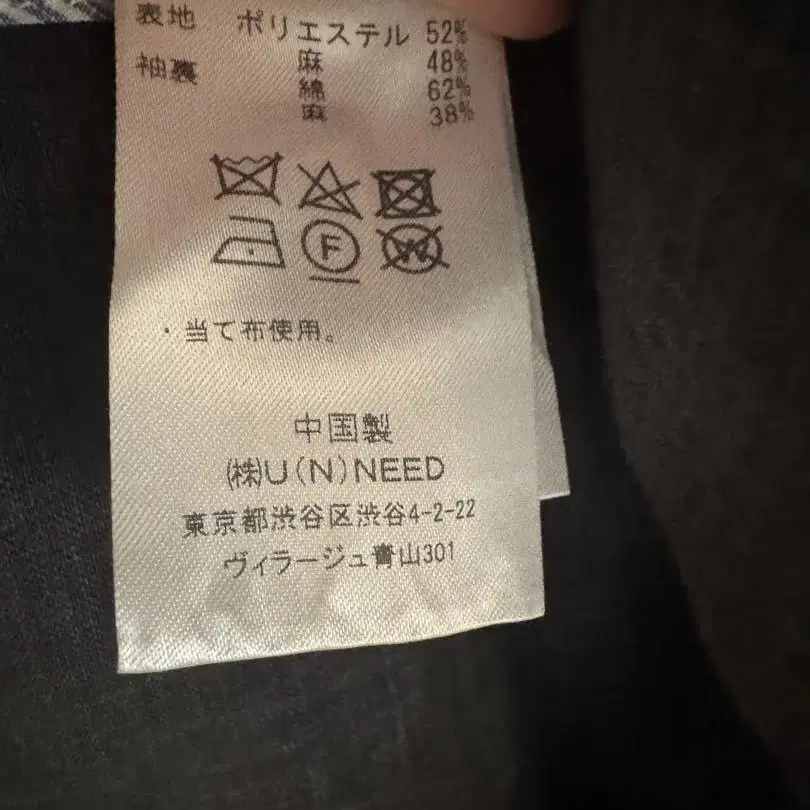 表地 ポリエステル 52%
麻 48%
袖裏 綿 62%
麻 38%
F
W
・当て布使用。
中国製
㈱U(N)NEED
東京都渋谷区渋谷4-2-22
ヴィラージュ青山301